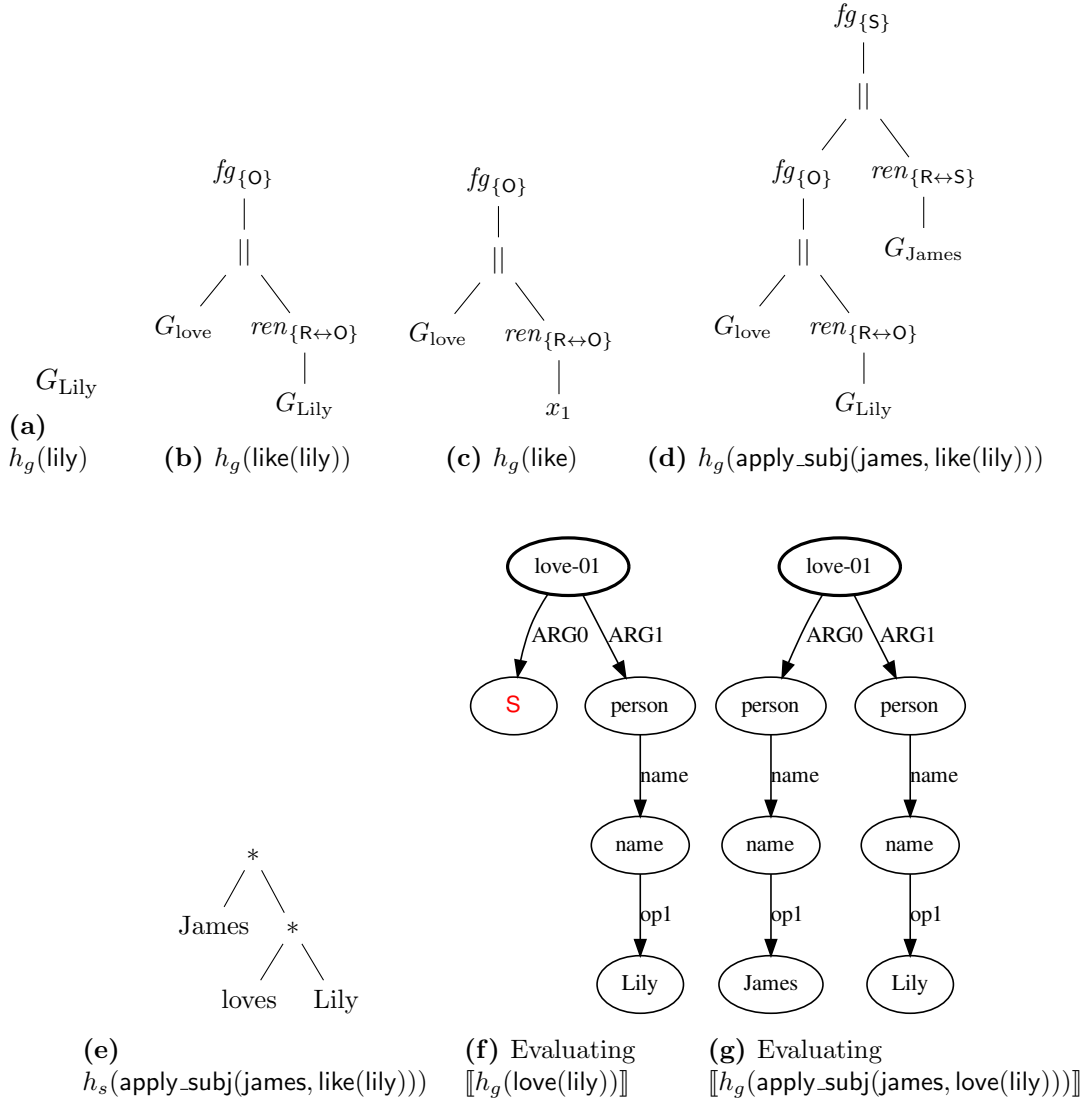 fg{S}
||
fg{O} ren{R↔S}
fg{O}
fg{O}
||
||
||
G_James
G_love ren{R↔O}
G_love ren{R↔O}
G_love ren{R↔O}
G_Lily
G_Lily
x_1
G_Lily
(a)
h_g(lily)
(b) h_g(like(lily))
(c) h_g(like)
(d) h_g(apply_subj(james, like(lily)))
*
James *
loves Lily
(e)
h_s(apply_subj(james, like(lily)))
love-01
ARG0 ARG1
S person
name
name
op1
Lily
(f) Evaluating
⟦h_g(love(lily))⟧
love-01
ARG0 ARG1
person person
name name
name name
op1 op1
James Lily
(g) Evaluating
⟦h_g(apply_subj(james, love(lily)))⟧